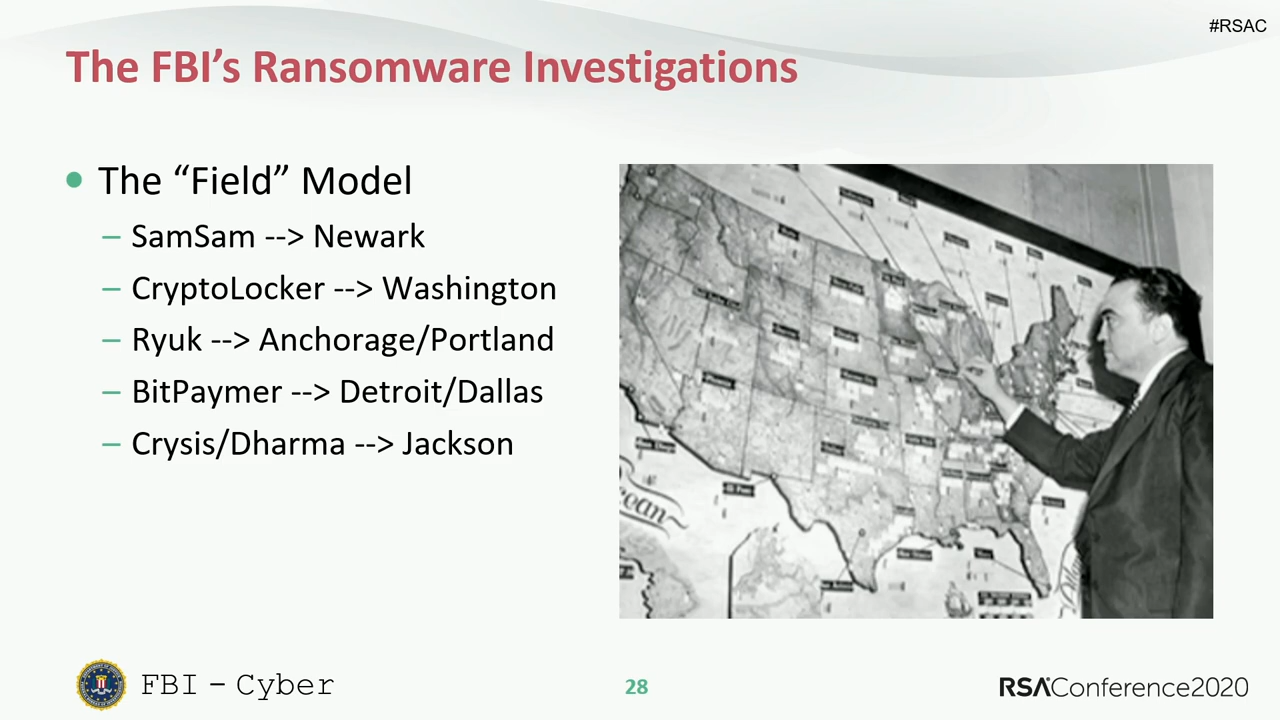 #RSAC
The FBI’s Ransomware Investigations
• The “Field” Model
– SamSam --> Newark
– CryptoLocker --> Washington
– Ryuk --> Anchorage/Portland
– BitPaymer --> Detroit/Dallas
– Crysis/Dharma --> Jackson
FBI – Cyber
28
RSAConference2020